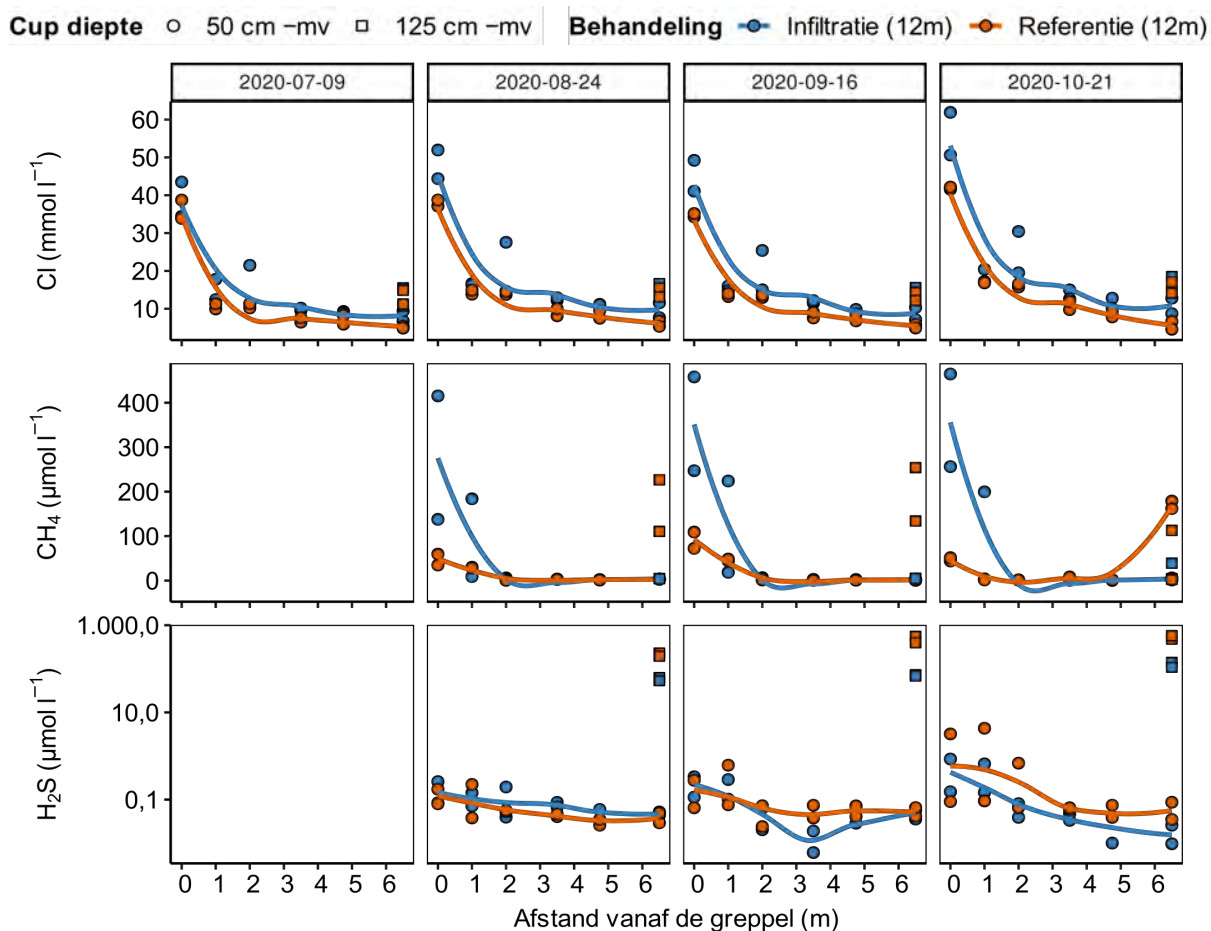 Cup diepte 50 cm −mv 125 cm −mv Behandeling Infiltratie (12m) Referentie (12m)
2020-07-09 2020-08-24 2020-09-16 2020-10-21
Cl (mmol l⁻¹)
60
50
40
30
20
10
CH₄ (µmol l⁻¹)
400
300
200
100
0
H₂S (µmol l⁻¹)
1.000,0
10,0
0,1
0 1 2 3 4 5 6 0 1 2 3 4 5 6 0 1 2 3 4 5 6 0 1 2 3 4 5 6
Afstand vanaf de greppel (m)